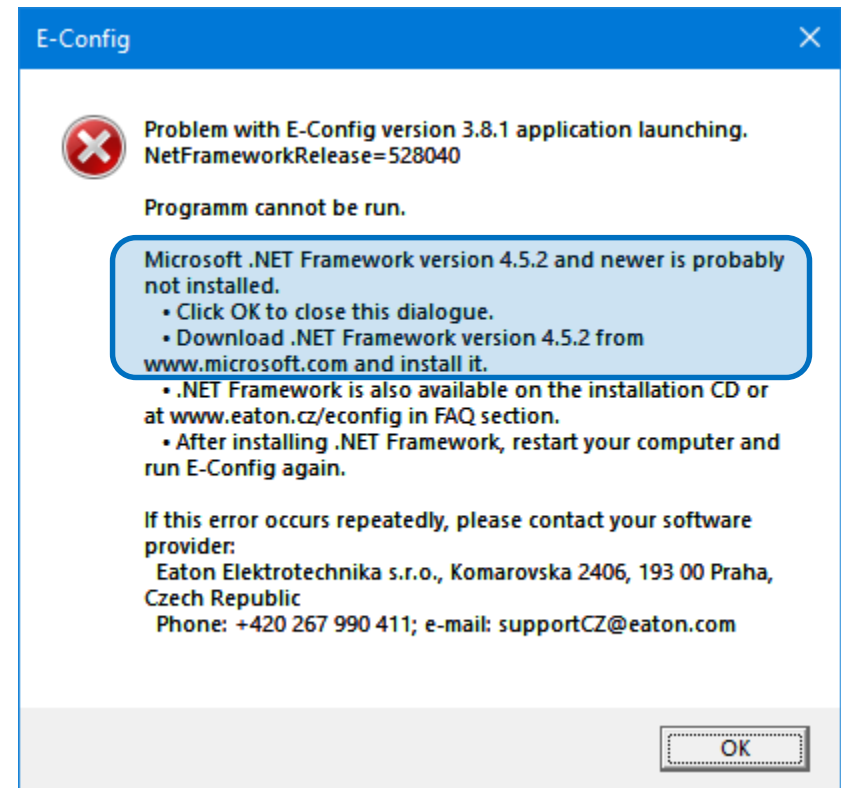 E-Config
Problem with E-Config version 3.8.1 application launching.
NetFrameworkRelease=528040
Programm cannot be run.
Microsoft .NET Framework version 4.5.2 and newer is probably
not installed.
• Click OK to close this dialogue.
• Download .NET Framework version 4.5.2 from
www.microsoft.com and install it.
• .NET Framework is also available on the installation CD or
at www.eaton.cz/econfig in FAQ section.
• After installing .NET Framework, restart your computer and
run E-Config again.
If this error occurs repeatedly, please contact your software
provider:
Eaton Elektrotechnika s.r.o., Komarovska 2406, 193 00 Praha,
Czech Republic
Phone: +420 267 990 411; e-mail: supportCZ@eaton.com
OK